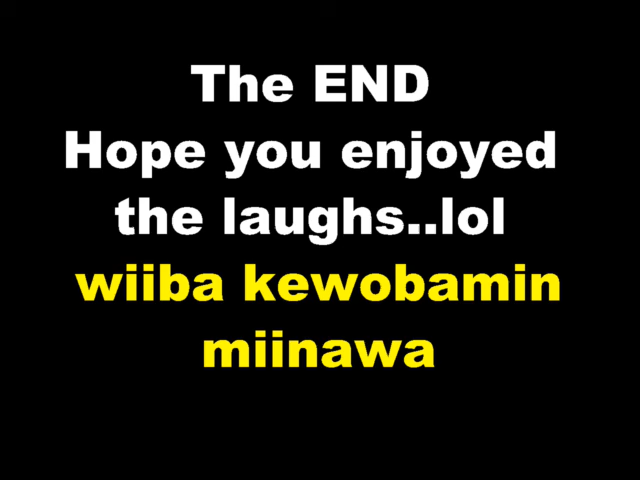 The END
Hope you enjoyed
the laughs..lol
wiiba kewobamin
miinawa